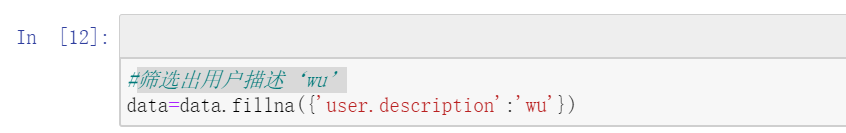 In [12]:
#筛选出用户描述‘wu’
data=data.fillna({'user.description':'wu'})